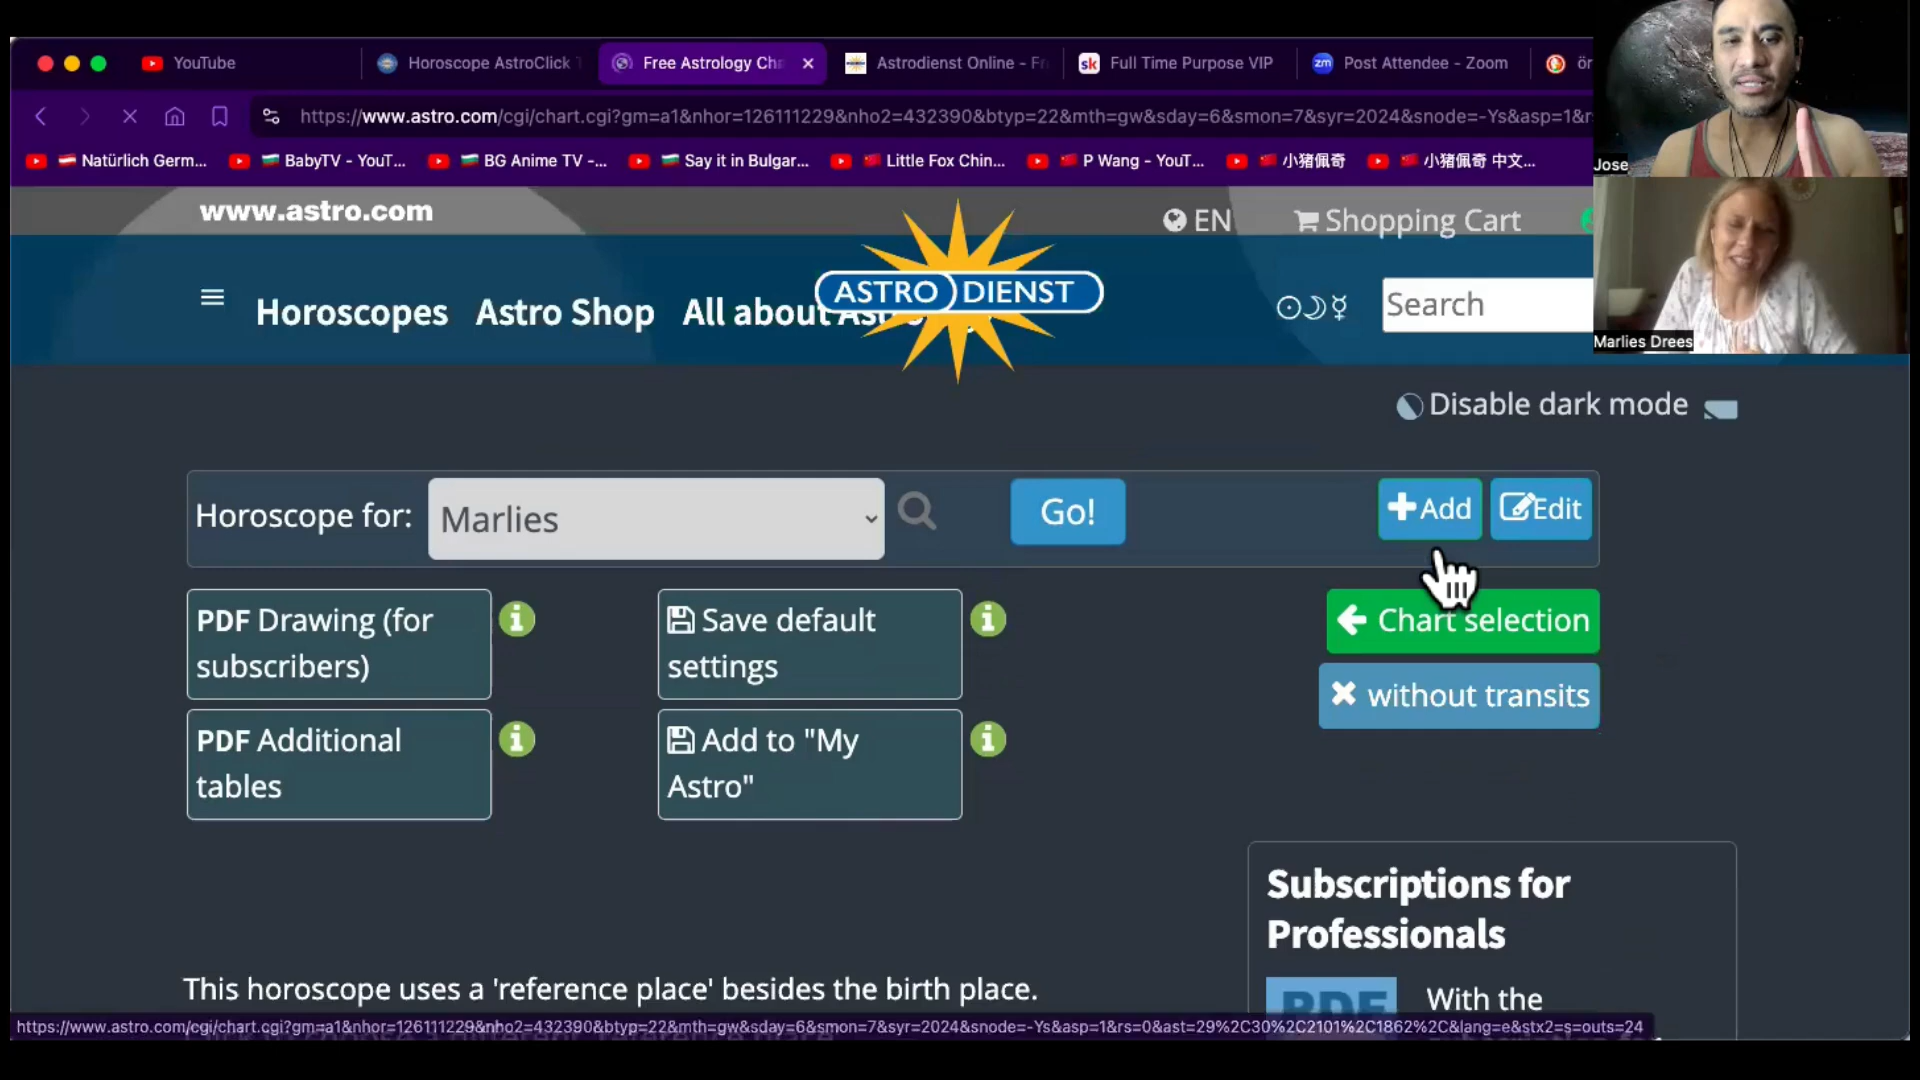 YouTube
Horoscope AstroClick
Free Astrology Ch
Astrodienst Online - Fr
sk Full Time Purpose VIP
zm Post Attendee - Zoom
ör
https://www.astro.com/cgi/chart.cgi?gm=a1&nhor=126111229&nho2=432390&btyp=22&mth=gw&sday=6&smon=7&syr=2024&snode=-Ys&asp=1&r
Natürlich Germ...
BabyTV - YouT...
BG Anime TV -...
Say it in Bulgar...
Little Fox Chin...
P Wang - YouT...
小猪佩奇
小猪佩奇 中文...
Jose
Marlies Drees
www.astro.com
EN
Shopping Cart
Horoscopes
Astro Shop
All about Astro
ASTRO DIENST
Search
Disable dark mode
Horoscope for:
Marlies
Go!
Add
Edit
PDF Drawing (for
subscribers)
Save default
settings
Chart selection
without transits
PDF Additional
tables
Add to "My
Astro"
Subscriptions for
Professionals
PDF
With the
This horoscope uses a 'reference place' besides the birth place.
https://www.astro.com/cgi/chart.cgi?gm=a1&nhor=126111229&nho2=432390&btyp=22&mth=gw&sday=6&smon=7&syr=2024&snode=-Ys&asp=1&rs=0&ast=29%2C30%2C2101%2C1862%2C&lang=e&stx2=s=outs=24